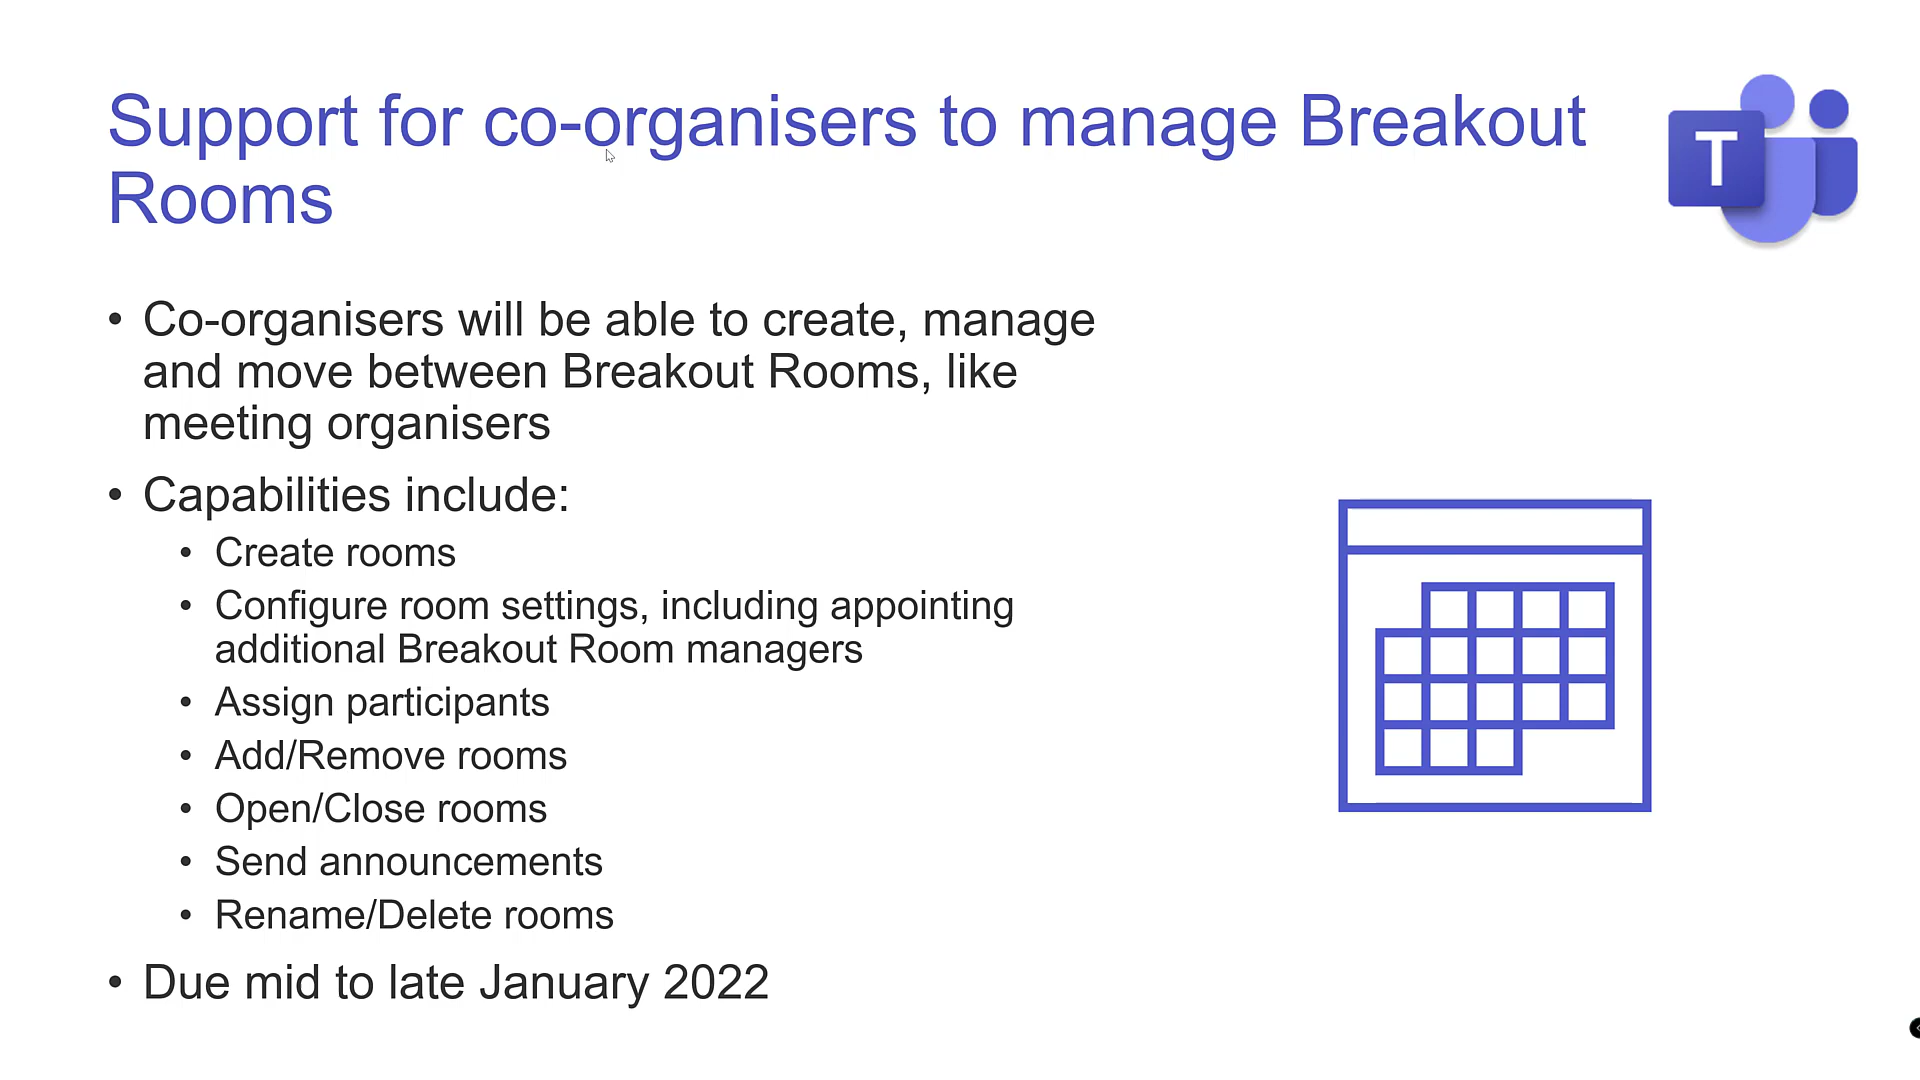 Support for co-organisers to manage Breakout
Rooms
T
• Co-organisers will be able to create, manage
and move between Breakout Rooms, like
meeting organisers
• Capabilities include:
• Create rooms
• Configure room settings, including appointing
additional Breakout Room managers
• Assign participants
• Add/Remove rooms
• Open/Close rooms
• Send announcements
• Rename/Delete rooms
• Due mid to late January 2022